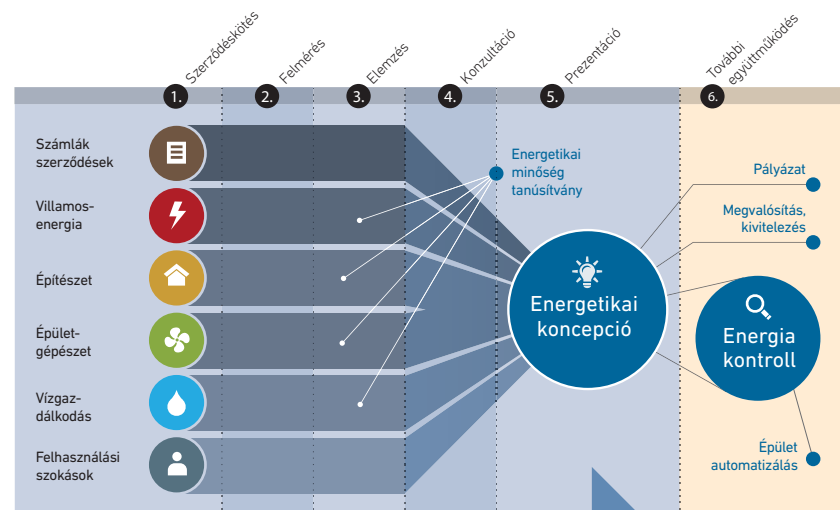 Szerződéskötés
Felmérés
Elemzés
Konzultáció
Prezentáció
További
együttműködés
1.
2.
3.
4.
5.
6.
Számlák
szerződések
Villamos-
energia
Építészet
Épület-
gépészet
Vízgaz-
dálkodás
Felhasználási
szokások
Energetikai
minőség
tanúsítvány
Energetikai
koncepció
Pályázat
Megvalósítás,
kivitelezés
Energia
kontroll
Épület
automatizálás